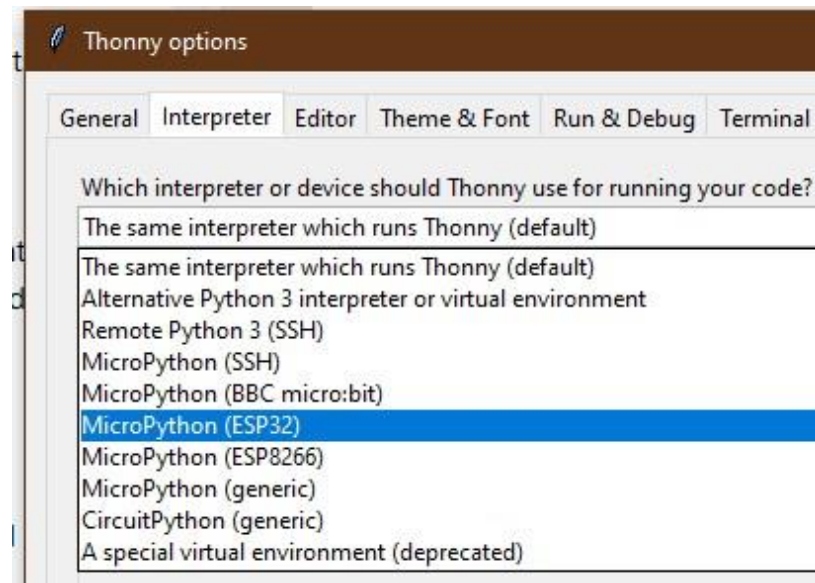 Thonny options
General Interpreter Editor Theme & Font Run & Debug Terminal
Which interpreter or device should Thonny use for running your code?
The same interpreter which runs Thonny (default)
The same interpreter which runs Thonny (default)
Alternative Python 3 interpreter or virtual environment
Remote Python 3 (SSH)
MicroPython (SSH)
MicroPython (BBC micro:bit)
MicroPython (ESP32)
MicroPython (ESP8266)
MicroPython (generic)
CircuitPython (generic)
A special virtual environment (deprecated)